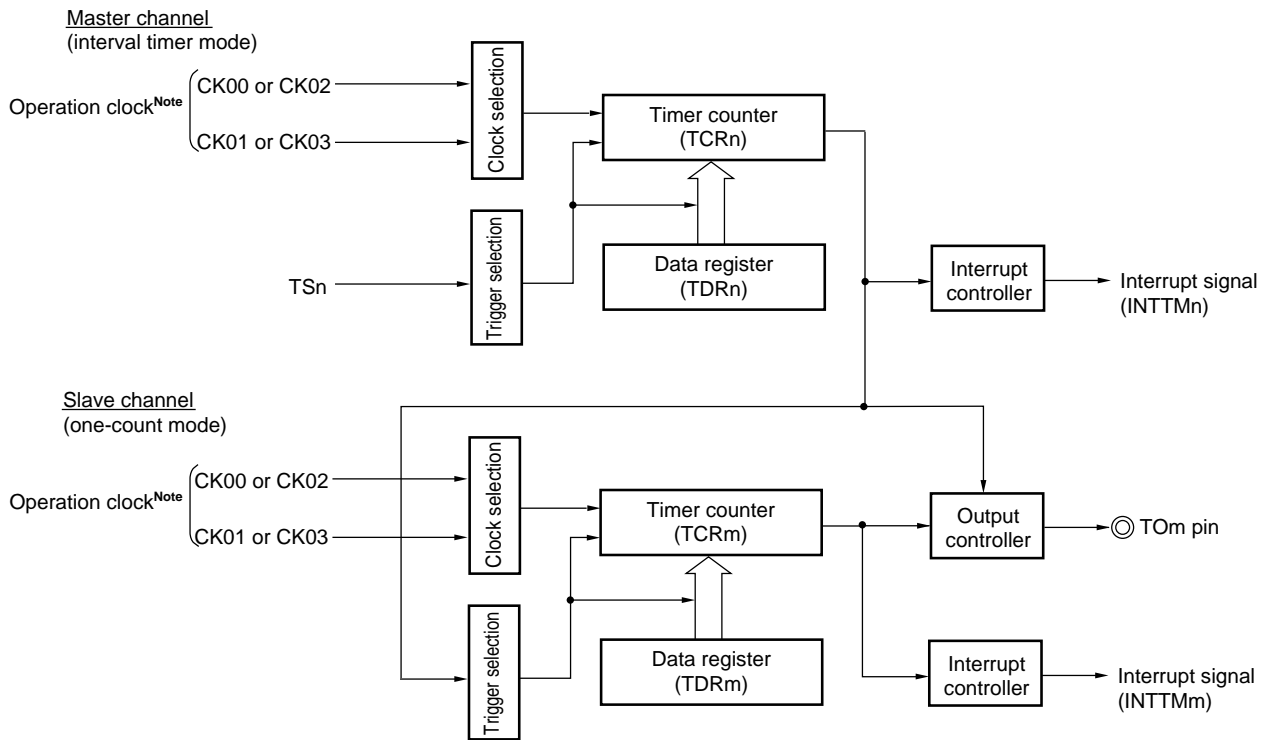 Master channel
(interval timer mode)
Operation clockNote
CK00 or CK02
CK01 or CK03
Clock selection
Timer counter
(TCRn)
TSn
Trigger selection
Data register
(TDRn)
Interrupt
controller
Interrupt signal
(INTTMn)
Slave channel
(one-count mode)
Operation clockNote
CK00 or CK02
CK01 or CK03
Clock selection
Timer counter
(TCRm)
Output
controller
TOm pin
Trigger selection
Data register
(TDRm)
Interrupt
controller
Interrupt signal
(INTTMm)